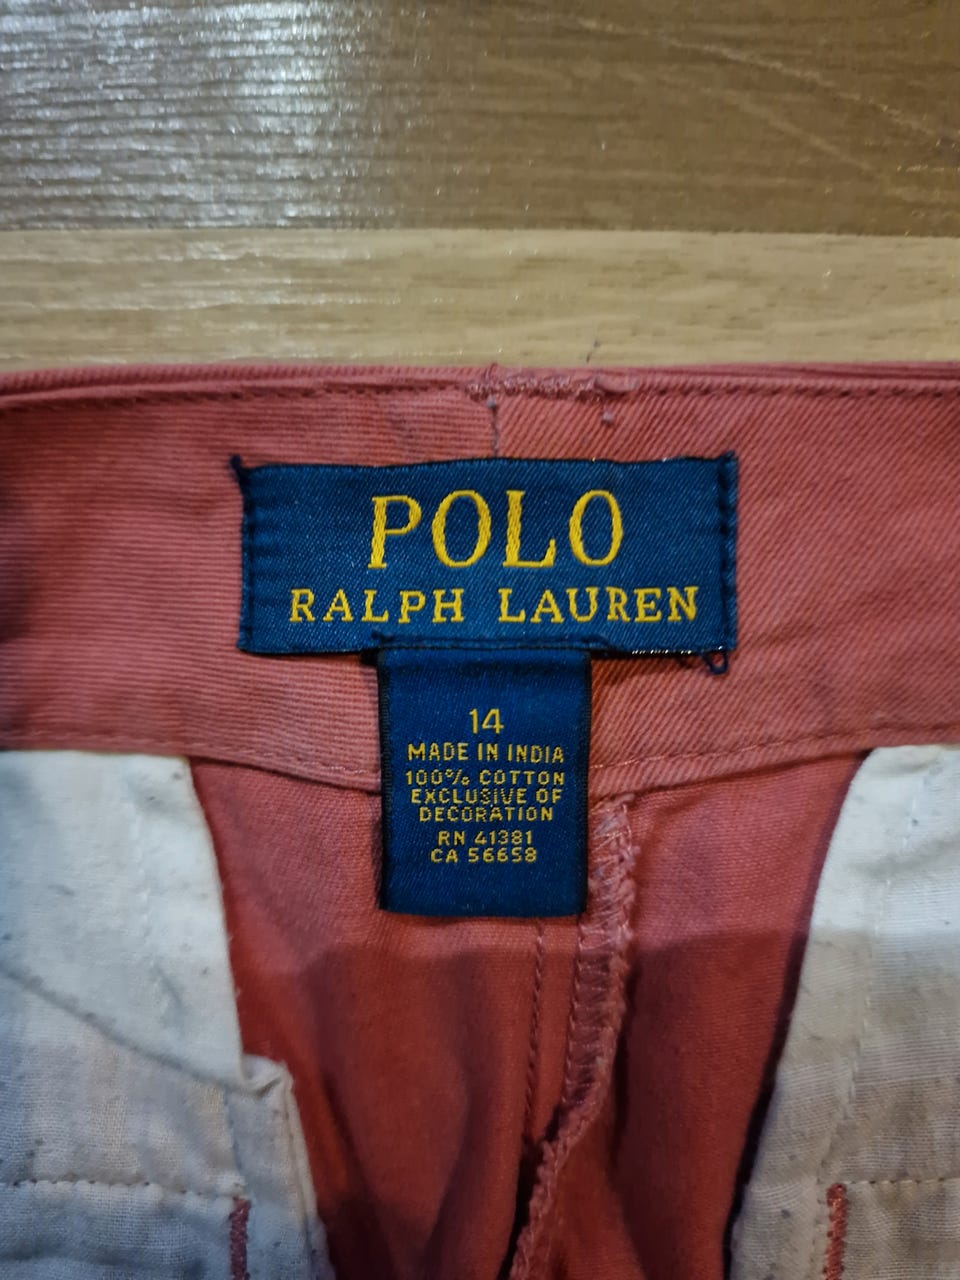 POLO
RALPH LAUREN
14
MADE IN INDIA
100% COTTON
EXCLUSIVE OF
DECORATION
RN 41381
CA 56658